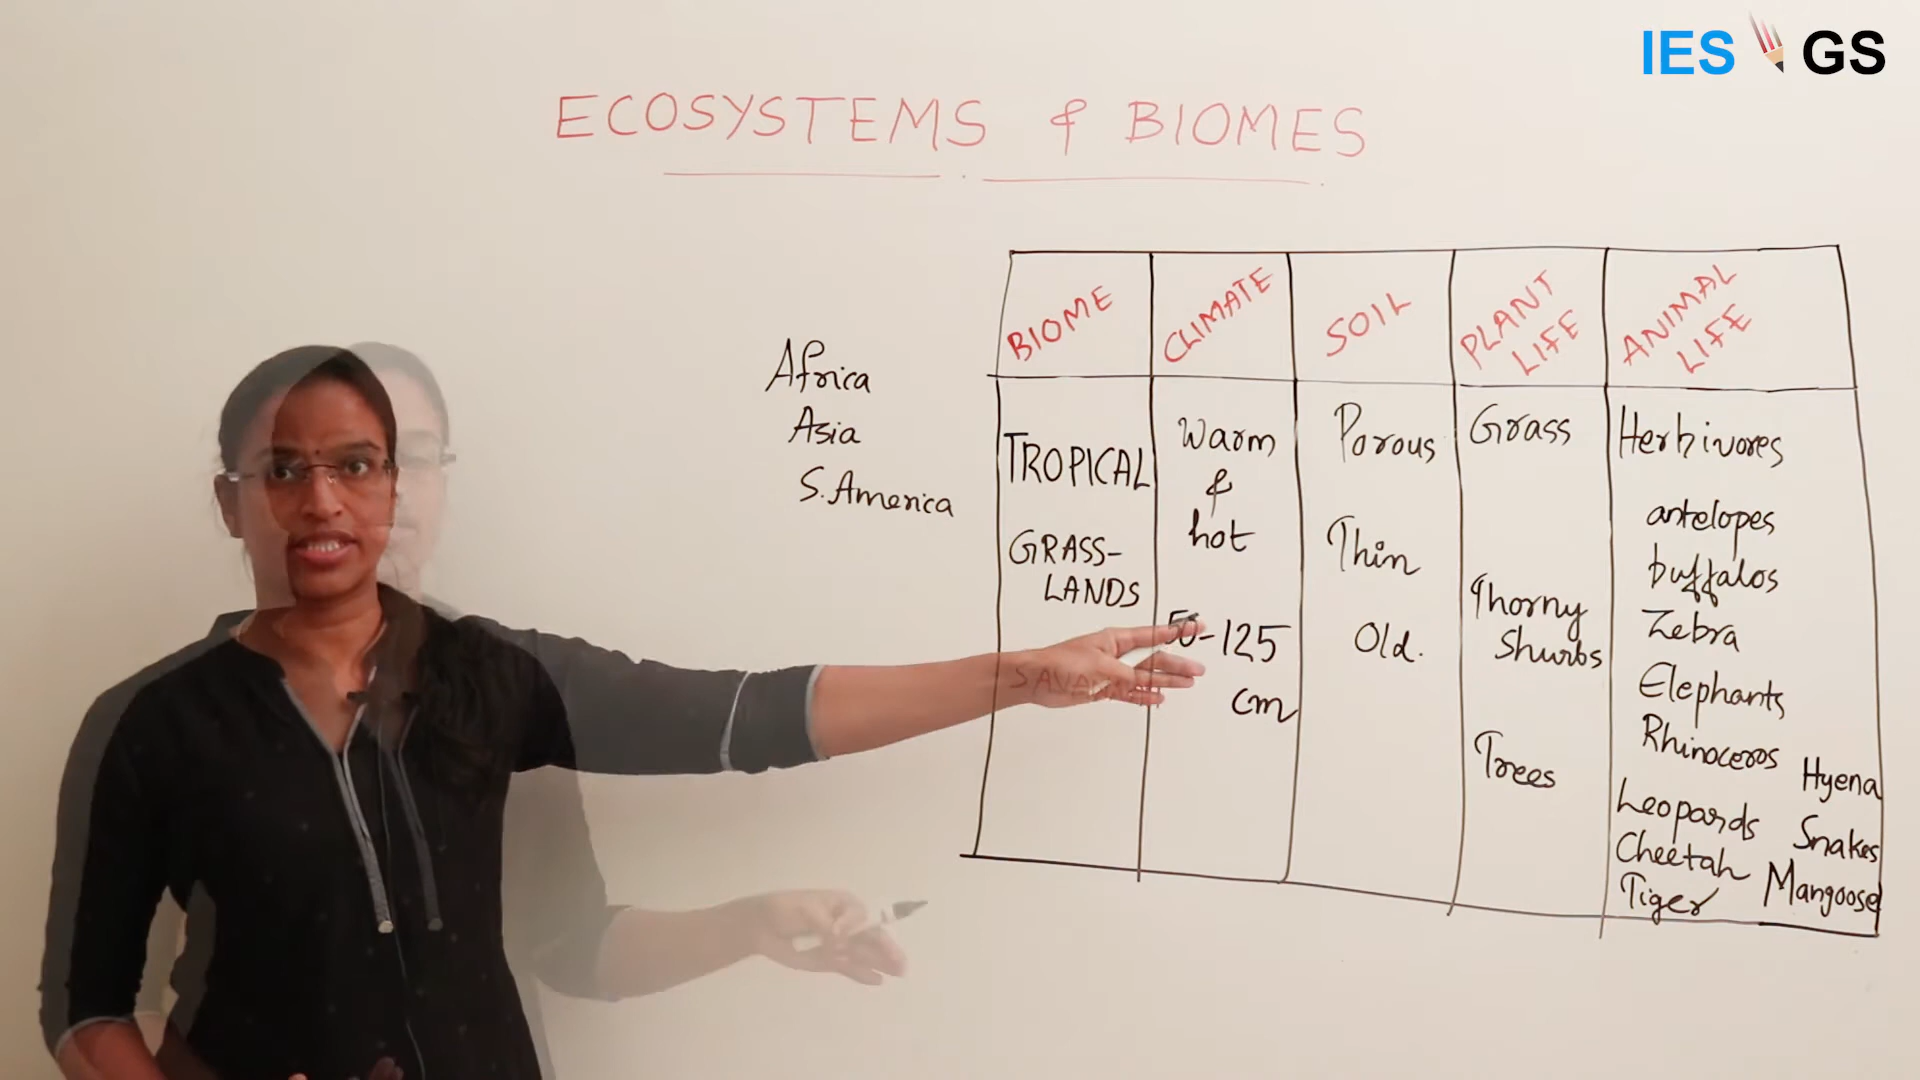 IES GS
ECOSYSTEMS & BIOMES
Africa
Asia
S. America
BIOME
CLIMATE
SOIL
PLANT
LIFE
ANIMAL
LIFE
TROPICAL
GRASS-
LANDS
Warm
&
hot
50-125
cm
Porous
Thin
Old.
Grass
Thorny
Shurbs
Trees
Herbivores
antelopes
buffalos
Zebra
Elephants
Rhinoceros
Hyena
Leopards
Snakes
Cheetah
Mangoose
Tiger